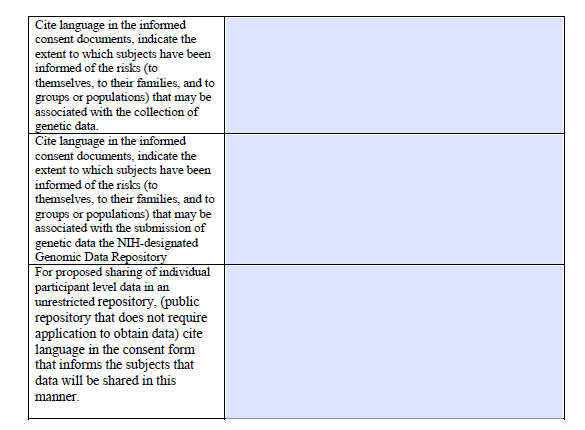 Cite language in the informed
consent documents, indicate the
extent to which subjects have been
informed of the risks (to
themselves, to their families, and to
groups or populations) that may be
associated with the collection of
genetic data.
Cite language in the informed
consent documents, indicate the
extent to which subjects have been
informed of the risks (to
themselves, to their families, and to
groups or populations) that may be
associated with the submission of
genetic data the NIH-designated
Genomic Data Repository
For proposed sharing of individual
participant level data in an
unrestricted repository, (public
repository that does not require
application to obtain data) cite
language in the consent form
that informs the subjects that
data will be shared in this
manner.